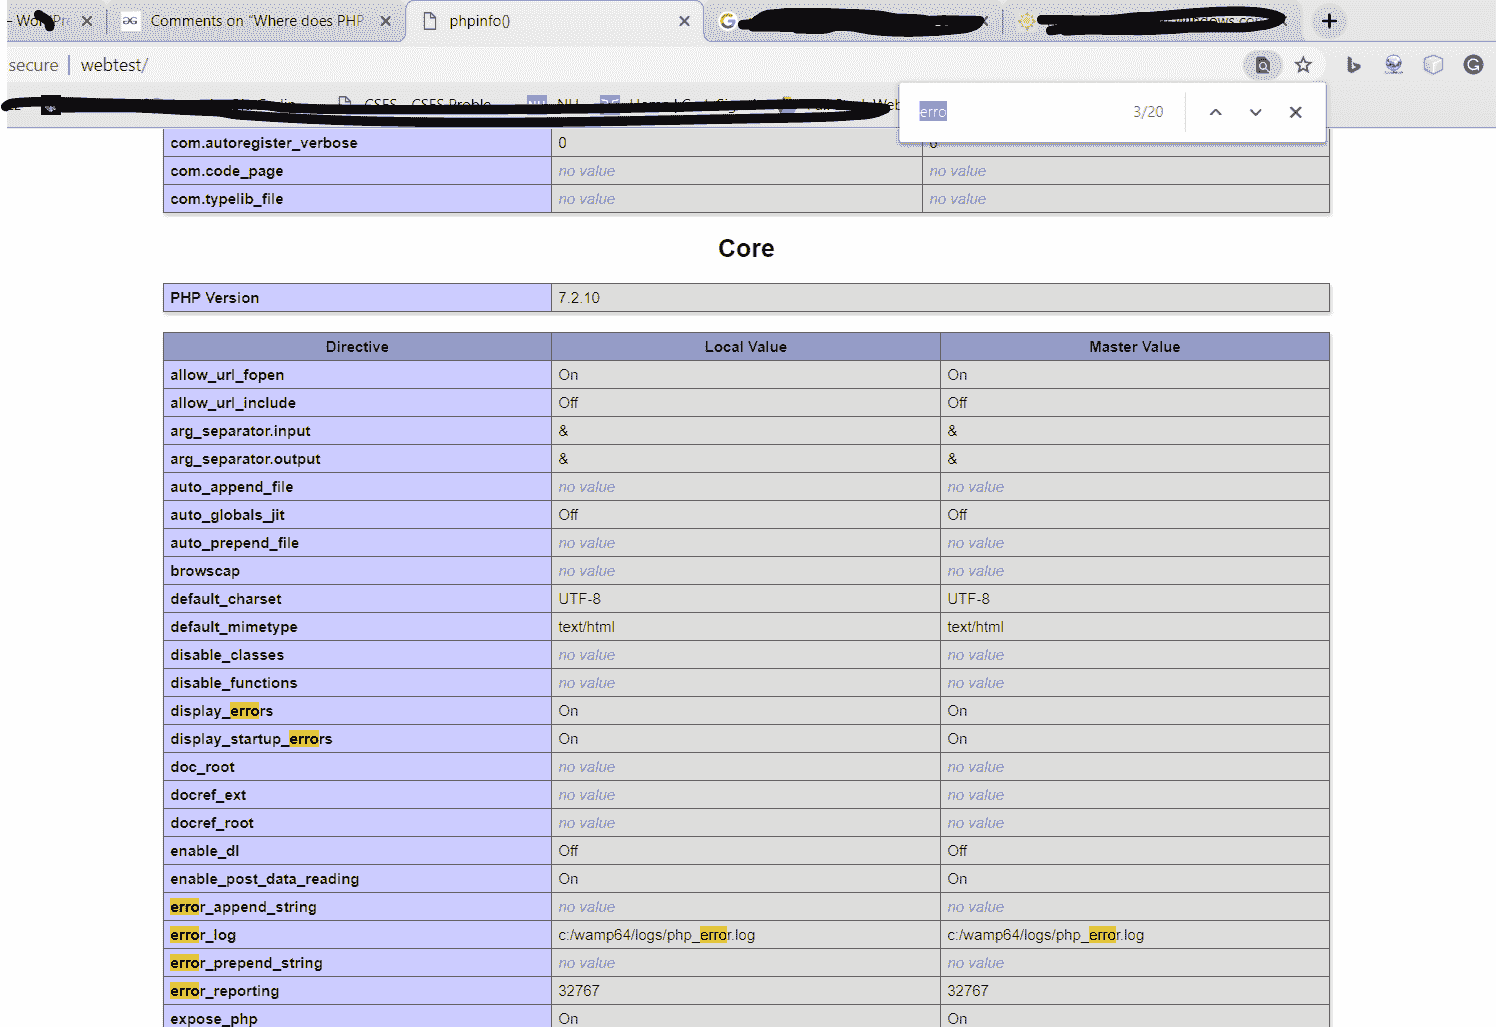 Comments on "Where does PHP
phpinfo()
secure | webtest/
erro 3/20
com.autoregister_verbose 0 0
com.code_page no value no value
com.typelib_file no value no value
Core
PHP Version 7.2.10
Directive Local Value Master Value
allow_url_fopen On On
allow_url_include Off Off
arg_separator.input & &
arg_separator.output & &
auto_append_file no value no value
auto_globals_jit Off Off
auto_prepend_file no value no value
browscap no value no value
default_charset UTF-8 UTF-8
default_mimetype text/html text/html
disable_classes no value no value
disable_functions no value no value
display_errors On On
display_startup_errors On On
doc_root no value no value
docref_ext no value no value
docref_root no value no value
enable_dl Off Off
enable_post_data_reading On On
error_append_string no value no value
error_log c:/wamp64/logs/php_error.log c:/wamp64/logs/php_error.log
error_prepend_string no value no value
error_reporting 32767 32767
expose_php On On